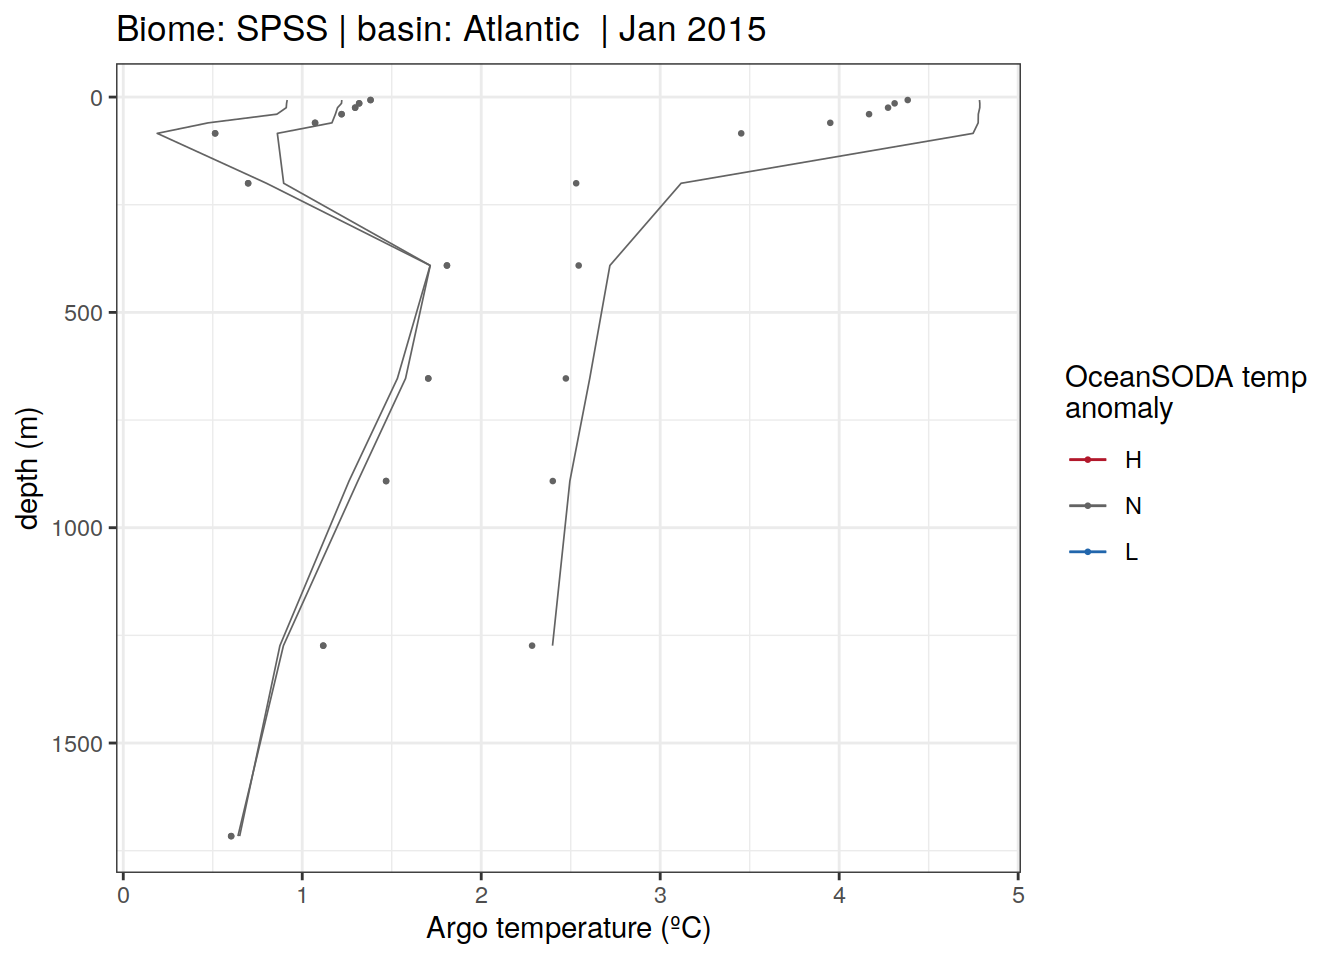 Biome: SPSS | basin: Atlantic  | Jan 2015
0
500
1000
1500
depth (m)
0 1 2 3 4 5
Argo temperature (ºC)
OceanSODA temp
anomaly
H
N
L